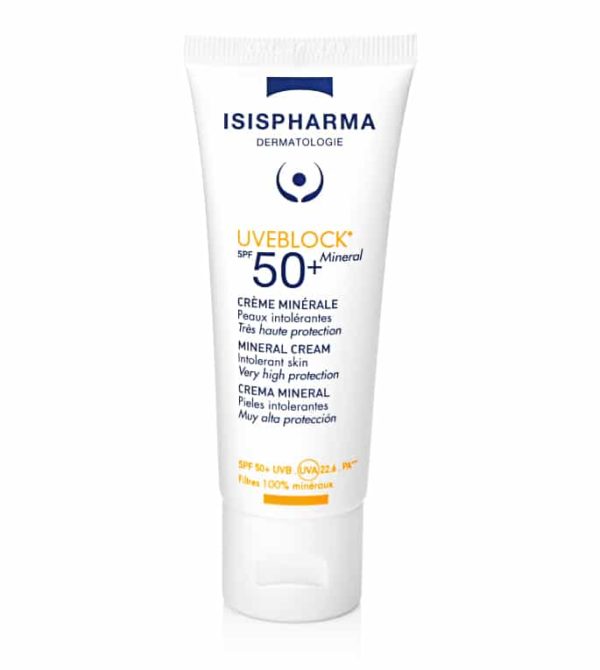 ISISPHARMA
DERMATOLOGIE
UVEBLOCK*
SPF 50+ Mineral
CRÈME MINÉRALE
Peaux intolérantes
Très haute protection
MINERAL CREAM
Intolerant skin
Very high protection
CREMA MINERAL
Pieles intolerantes
Muy alta protección
SPF 50+ UVB . UVA 22.6 . PA+++
Filtres 100% minéraux